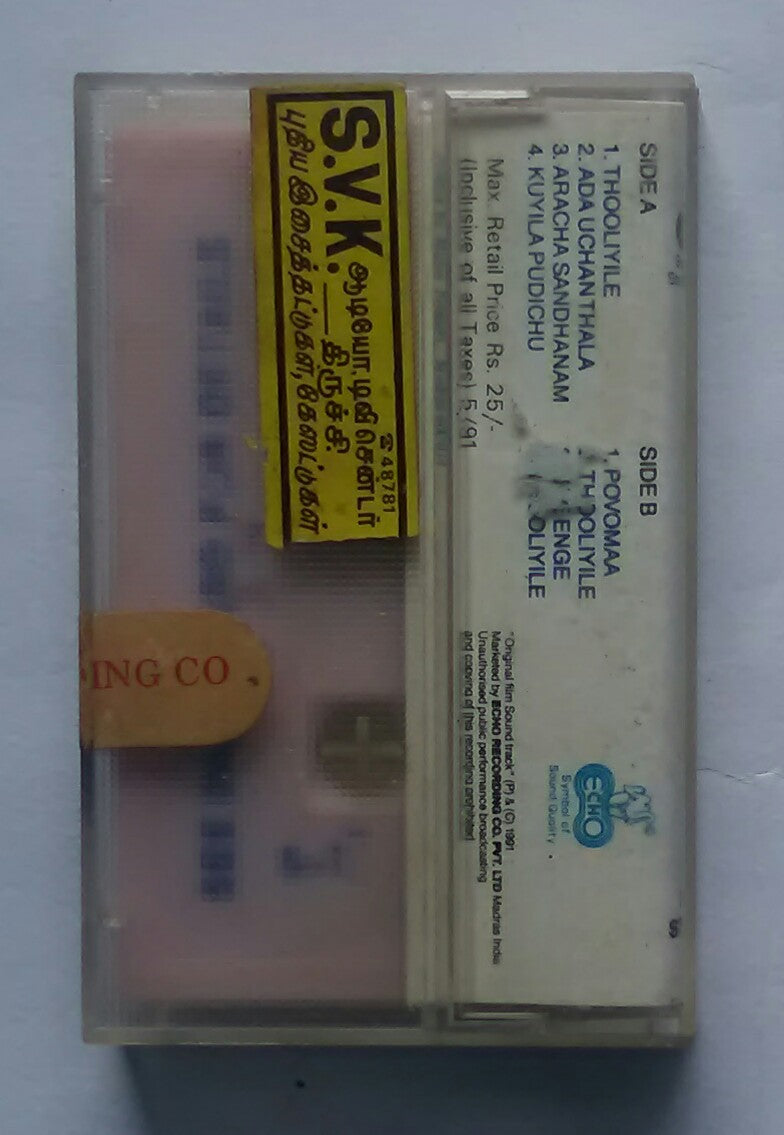 SIDE A
1. THOOLIYILE
2. ADA UCHANTHALA
3. ARACHA SANDHANAM
4. KUYILA PUDICHU
Max. Retail Price Rs. 25/-
(Inclusive of all Taxes) 5/91
SIDE B
1. POVOMAA
THOOLIYILE
ENGE
OLIYILE
"Original film Sound track" (P) & (C) 1991
Marketed by ECHO RECORDING CO. PVT. LTD Madras India
Unauthorised public performance broadcasting
and copying of this recording prohibited
ECHO
Symbol of
Sound Quality
☎ 48781
S.V.K. ஆடியோ, டிவி சென்டர்
திருச்சி.
புதிய இசைத்தட்டுகள், கேஸட்டுகள்
ING CO